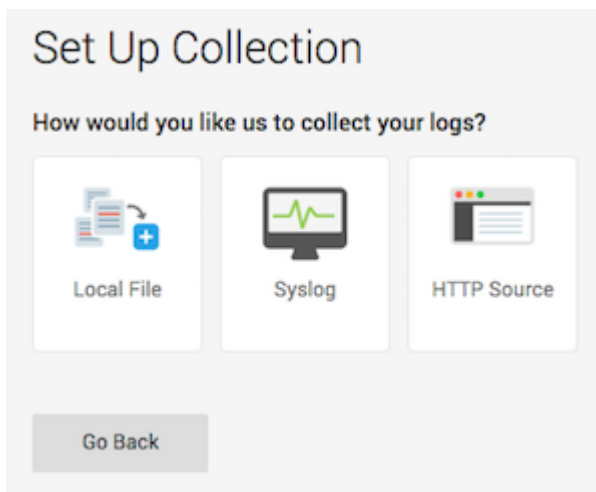 Set Up Collection
How would you like us to collect your logs?
Local File
Syslog
HTTP Source
Go Back